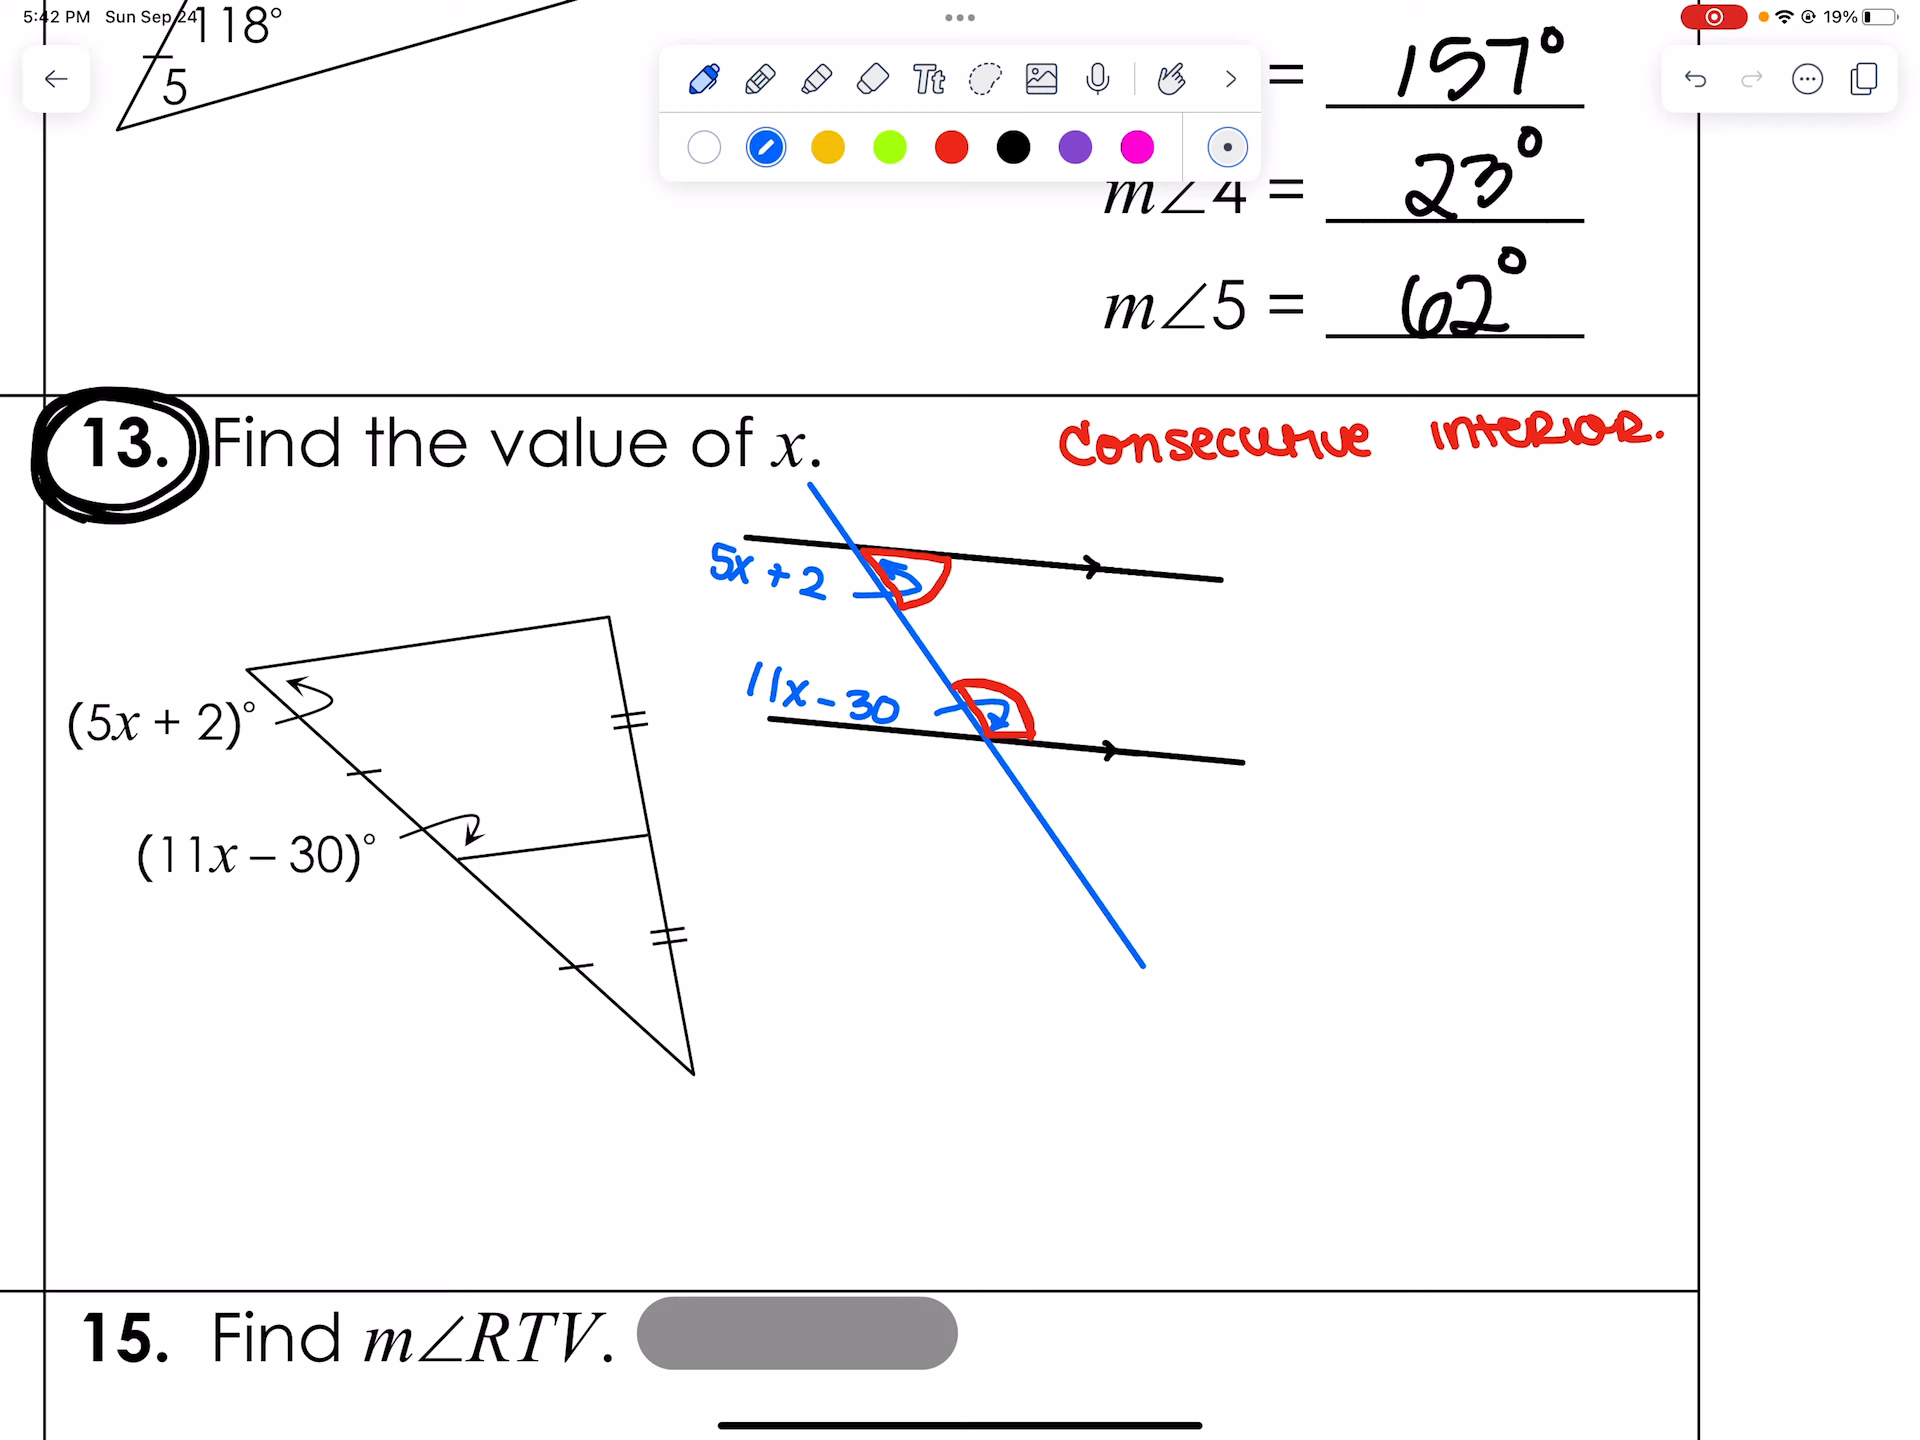 5:42 PM Sun Sep 24
19%
118°
5
Tt
= 157°
m∠4 = 23°
m∠5 = 62°
13. Find the value of x.
Consecutive Interior.
5x + 2
11x - 30
(5x + 2)°
(11x – 30)°
15. Find m∠RTV.